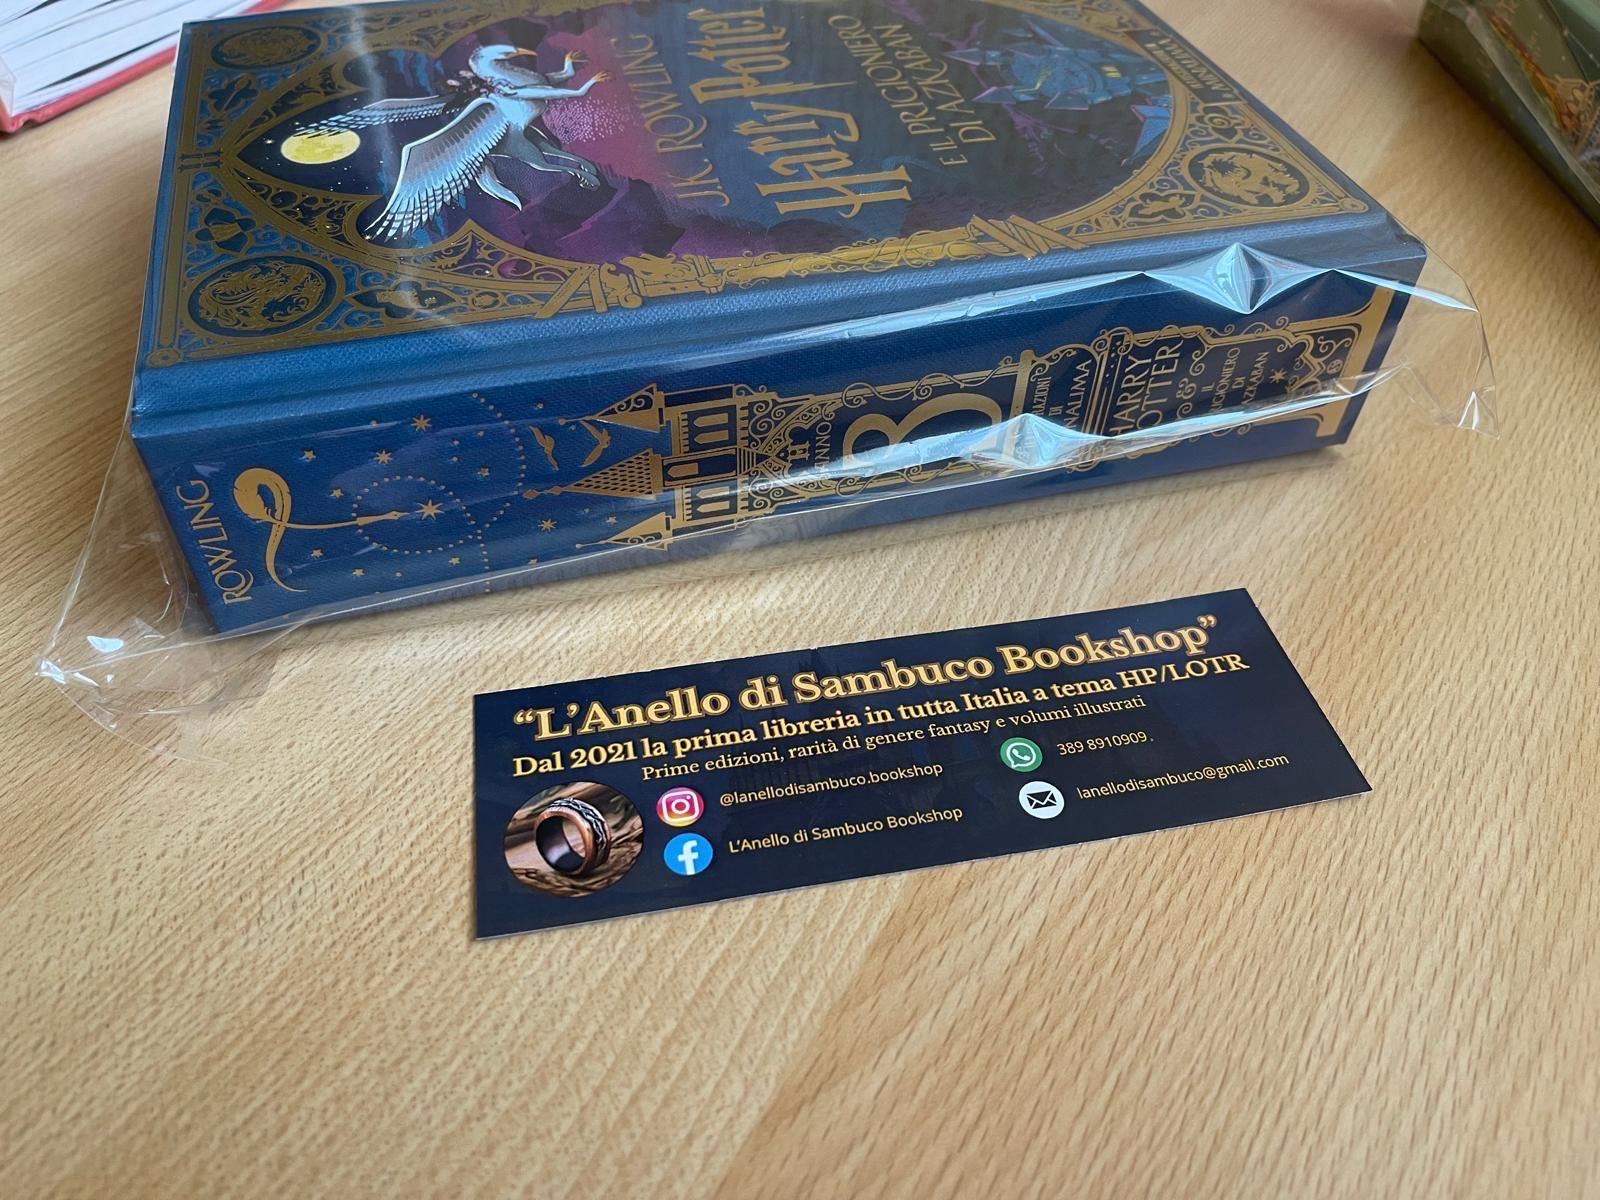 J.K. ROWLING
Harry Potter
E IL PRIGIONIERO
DI AZKABAN
MINALIMA
ROWLING
ANNO
3
DI
HARRY
POTTER
&
IL
DI
“L’Anello di Sambuco Bookshop”
Dal 2021 la prima libreria in tutta Italia a tema HP/LOTR
Prime edizioni, rarità di genere fantasy e volumi illustrati
@lanellodisambuco.bookshop
389 8910909.
L’Anello di Sambuco Bookshop
lanellodisambuco@gmail.com